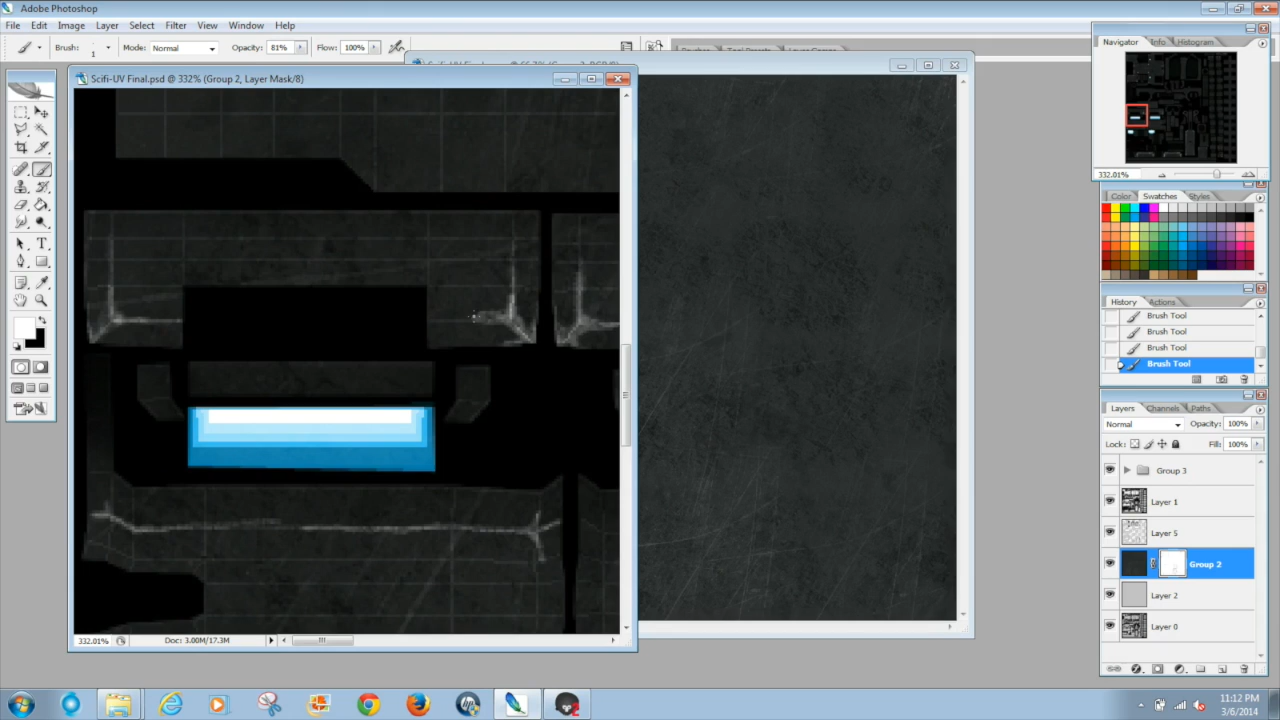 Adobe Photoshop
File Edit Image Layer Select Filter View Window Help
Brush: 1 Mode: Normal Opacity: 81% Flow: 100%
Navigator Info Histogram
Scifi-UV Final.psd @ 332% (Group 2, Layer Mask/8)
332.01%
Color Swatches Styles
History Actions
Brush Tool
Brush Tool
Brush Tool
Brush Tool
Layers Channels Paths
Normal Opacity: 100%
Lock: Fill: 100%
Group 3
Layer 1
Layer 5
Group 2
Layer 2
Layer 0
332.01% Doc: 3.00M/17.3M
11:12 PM
3/6/2014